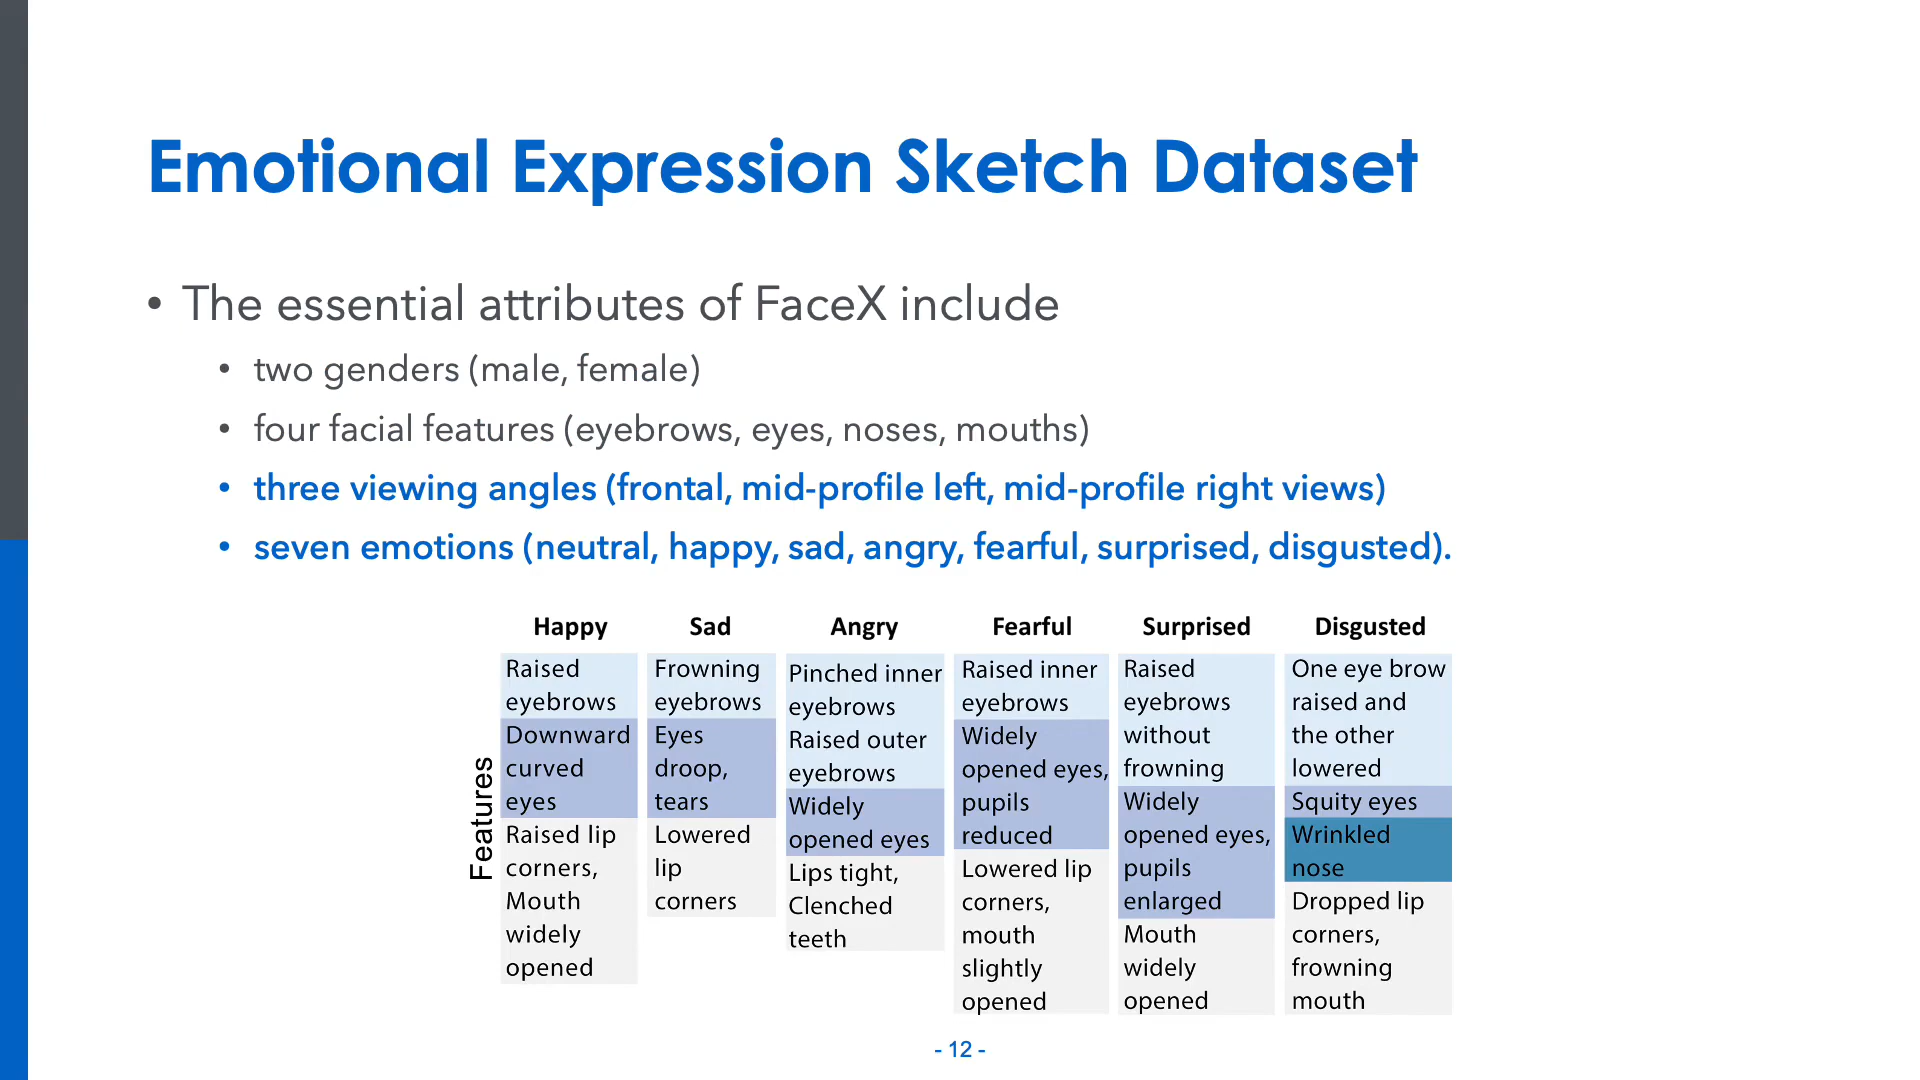 Emotional Expression Sketch Dataset
• The essential attributes of FaceX include
• two genders (male, female)
• four facial features (eyebrows, eyes, noses, mouths)
• three viewing angles (frontal, mid-profile left, mid-profile right views)
• seven emotions (neutral, happy, sad, angry, fearful, surprised, disgusted).
Features
Happy
Raised
eyebrows
Downward
curved
eyes
Raised lip
corners,
Mouth
widely
opened
Sad
Frowning
eyebrows
Eyes
droop,
tears
Lowered
lip
corners
Angry
Pinched inner
eyebrows
Raised outer
eyebrows
Widely
opened eyes
Lips tight,
Clenched
teeth
Fearful
Raised inner
eyebrows
Widely
opened eyes,
pupils
reduced
Lowered lip
corners,
mouth
slightly
opened
Surprised
Raised
eyebrows
without
frowning
Widely
opened eyes,
pupils
enlarged
Mouth
widely
opened
Disgusted
One eye brow
raised and
the other
lowered
Squity eyes
Wrinkled
nose
Dropped lip
corners,
frowning
mouth
- 12 -